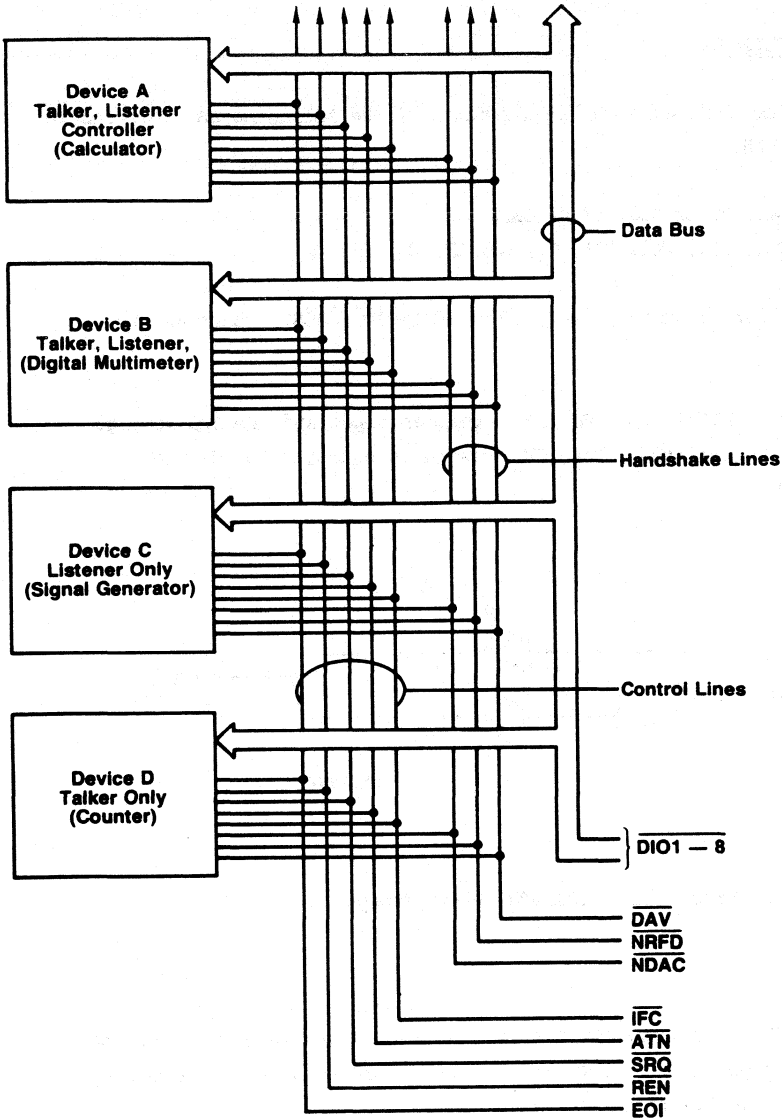 Device A
Talker, Listener
Controller
(Calculator)
Data Bus
Device B
Talker, Listener,
(Digital Multimeter)
Handshake Lines
Device C
Listener Only
(Signal Generator)
Control Lines
Device D
Talker Only
(Counter)
DIO1 — 8
DAV
NRFD
NDAC
IFC
ATN
SRQ
REN
EOI